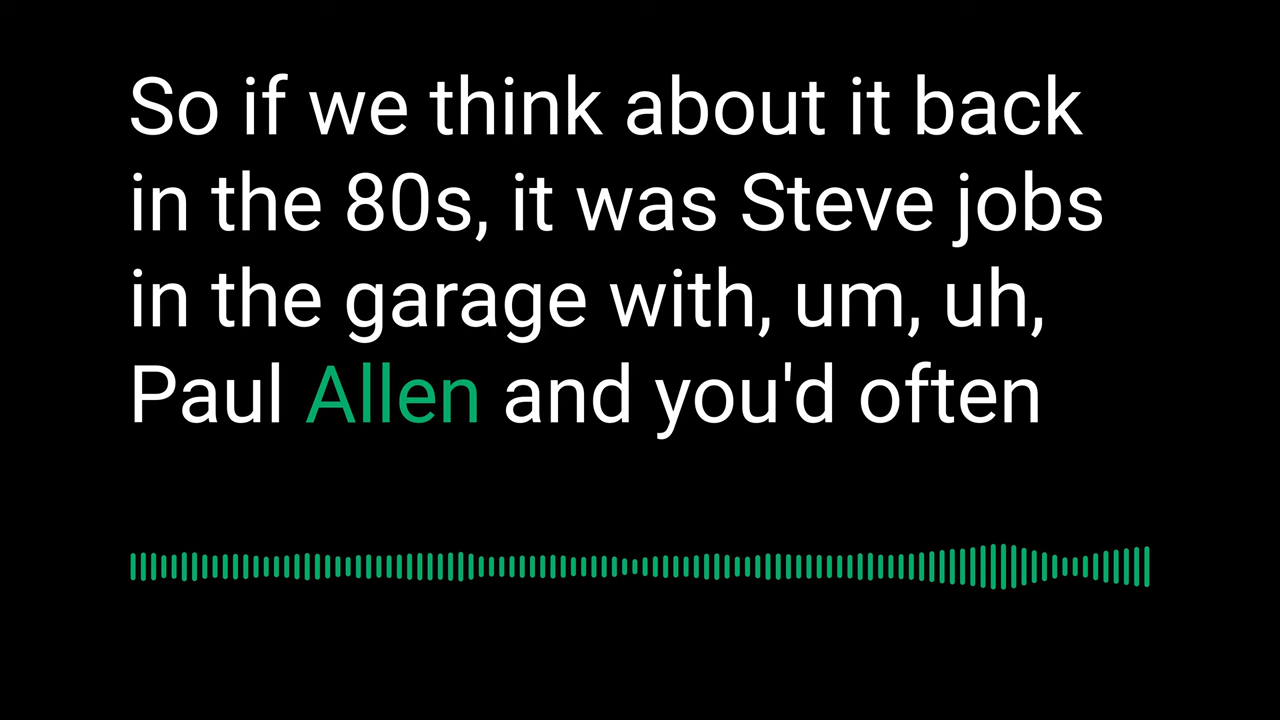 So if we think about it back
in the 80s, it was Steve jobs
in the garage with, um, uh,
Paul Allen and you'd often